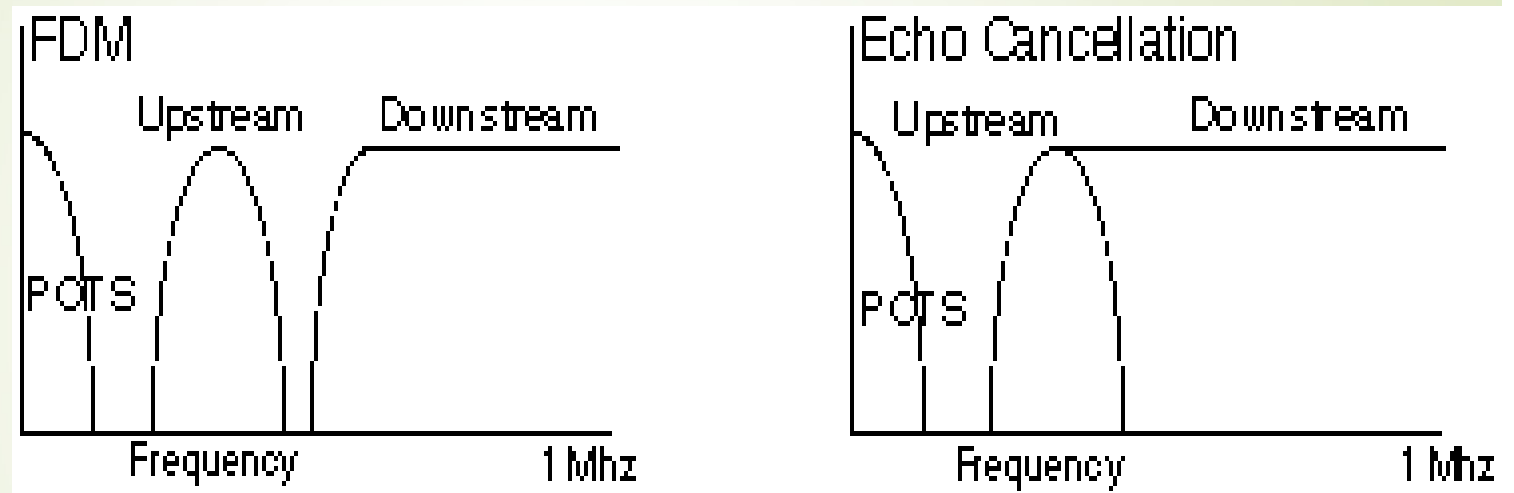 FDM
Upstream Downstream
POTS
Frequency 1 Mhz
Echo Cancellation
Upstream Downstream
POTS
Frequency 1 Mhz